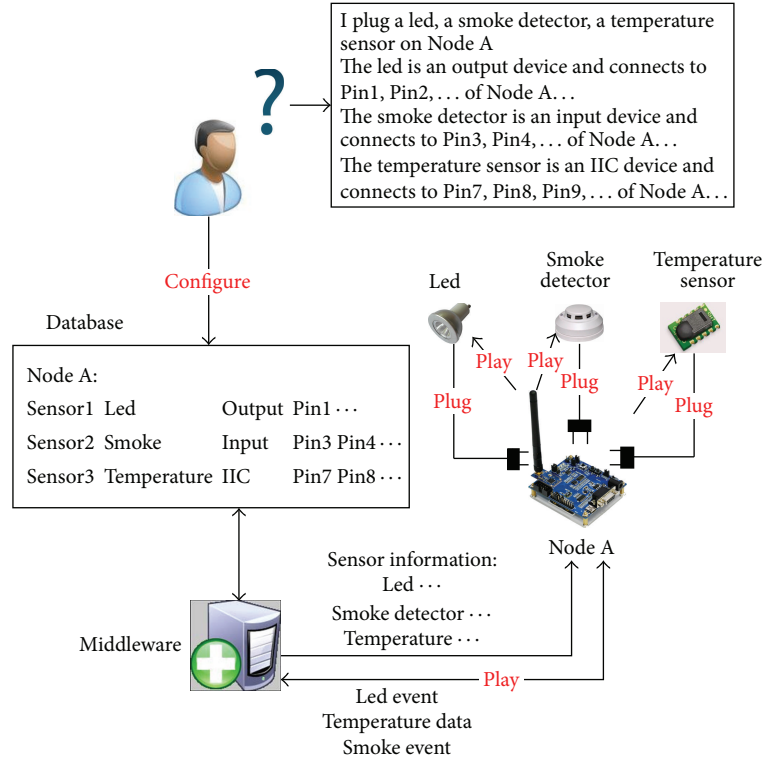 I plug a led, a smoke detector, a temperature
sensor on Node A
The led is an output device and connects to
Pin1, Pin2, . . . of Node A. . .
The smoke detector is an input device and
connects to Pin3, Pin4, . . . of Node A. . .
The temperature sensor is an IIC device and
connects to Pin7, Pin8, Pin9, . . . of Node A. . .
?
Configure
Database
Node A:
Sensor1 Led Output Pin1 · · ·
Sensor2 Smoke Input Pin3 Pin4 · · ·
Sensor3 Temperature IIC Pin7 Pin8 · · ·
Led
Smoke
detector
Temperature
sensor
Play
Play
Play
Plug
Plug
Plug
Node A
Sensor information:
Led · · ·
Smoke detector · · ·
Temperature · · ·
Middleware
Play
Led event
Temperature data
Smoke event